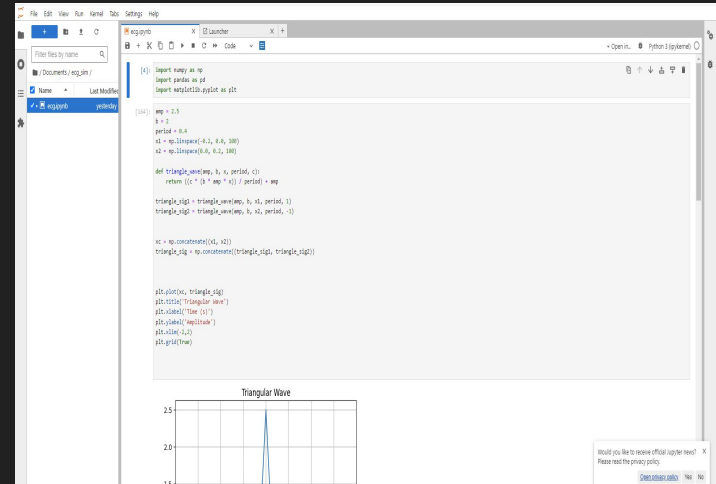 File Edit View Run Kernel Tabs Settings Help
ecg.ipynb X Launcher X +
Code
Open in... Python 3 (ipykernel)
Filter files by name
/ Documents / ecg_sim /
Name Last Modified
ecg.ipynb yesterday
[4]: import numpy as np
import pandas as pd
import matplotlib.pyplot as plt
amp = 2.5
b = 2
period = 0.4
x1 = np.linspace(-0.2, 0.0, 100)
x2 = np.linspace(0.0, 0.2, 100)
def triangle_wave(amp, b, x, period, c):
return ((c * (b * amp * x)) / period) + amp
triangle_sig1 = triangle_wave(amp, b, x1, period, 1)
triangle_sig2 = triangle_wave(amp, b, x2, period, -1)
xc = np.concatenate((x1, x2))
triangle_sig = np.concatenate((triangle_sig1, triangle_sig2))
plt.plot(xc, triangle_sig)
plt.title('Triangular Wave')
plt.xlabel('Time (s)')
plt.ylabel('Amplitude')
plt.xlim(-2,2)
plt.grid(True)
Triangular Wave
2.5
2.0
1.5
Would you like to receive official Jupyter news? X
Please read the privacy policy.
Open privacy policy Yes No